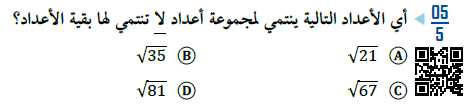 05/5 أي الأعداد التالية ينتمي لمجموعة أعداد لا تنتمي لها بقية الأعداد؟
A √21 B √35
C √67 D √81